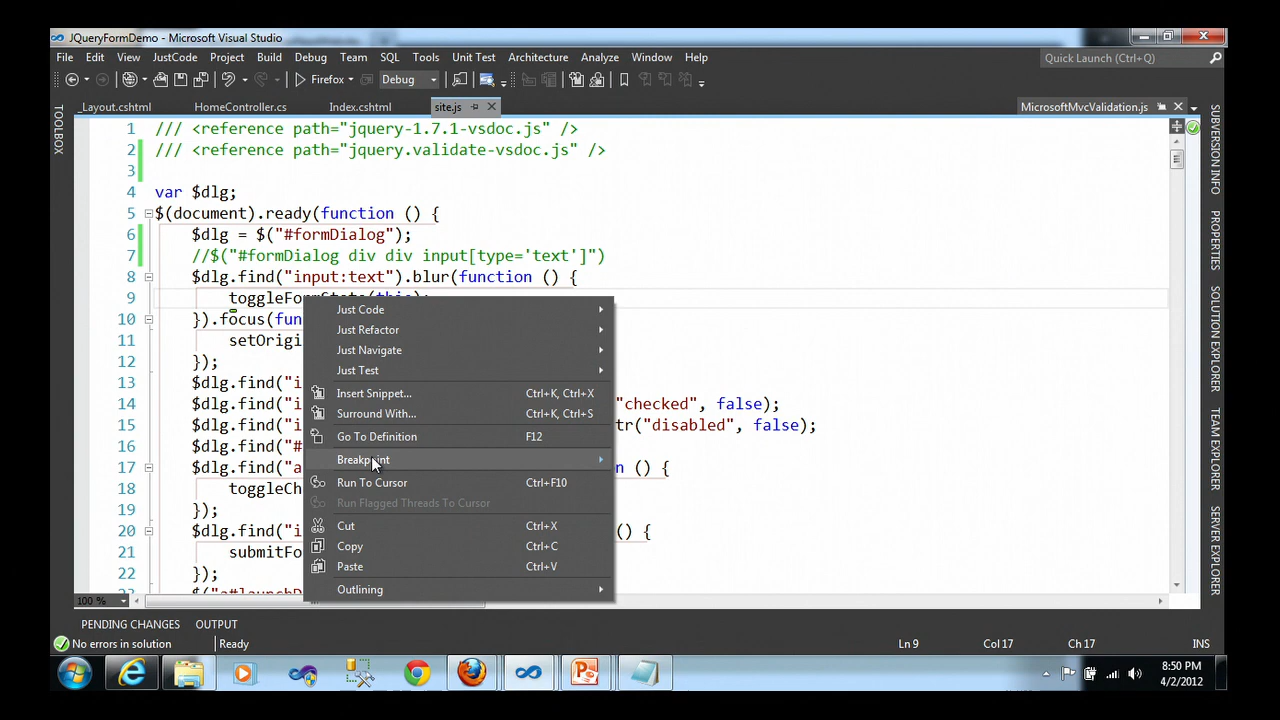 JQueryFormDemo - Microsoft Visual Studio
File Edit View JustCode Project Build Debug Team SQL Tools Unit Test Architecture Analyze Window Help
Quick Launch (Ctrl+Q)
Firefox Debug
_Layout.cshtml HomeController.cs Index.cshtml site.js MicrosoftMvcValidation.js
TOOLBOX
1 /// <reference path="jquery-1.7.1-vsdoc.js" />
2 /// <reference path="jquery.validate-vsdoc.js" />
3
4 var $dlg;
5 $(document).ready(function () {
6 $dlg = $("#formDialog");
7 //$("#formDialog div div input[type='text']")
8 $dlg.find("input:text").blur(function () {
9 toggleFormState(this);
10 }).focus(fun
11 setOrigi
12 });
13 $dlg.find("i
14 $dlg.find("i "checked", false);
15 $dlg.find("i tr("disabled", false);
16 $dlg.find("#
17 $dlg.find("a on () {
18 toggleCh
19 });
20 $dlg.find("i () {
21 submitFo
22 });
Just Code
Just Refactor
Just Navigate
Just Test
Insert Snippet... Ctrl+K, Ctrl+X
Surround With... Ctrl+K, Ctrl+S
Go To Definition F12
Breakpoint
Run To Cursor Ctrl+F10
Run Flagged Threads To Cursor
Cut Ctrl+X
Copy Ctrl+C
Paste Ctrl+V
Outlining
SUBVERSION INFO
PROPERTIES
SOLUTION EXPLORER
TEAM EXPLORER
SERVER EXPLORER
100 %
PENDING CHANGES OUTPUT
No errors in solution Ready Ln 9 Col 17 Ch 17 INS
8:50 PM
4/2/2012